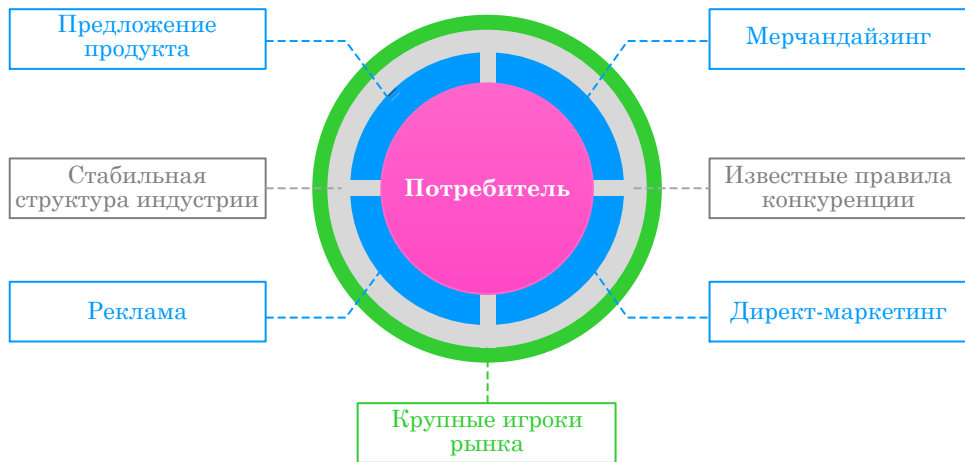 Предложение
продукта
Мерчандайзинг
Стабильная
структура индустрии
Потребитель
Известные правила
конкуренции
Реклама
Директ-маркетинг
Крупные игроки
рынка